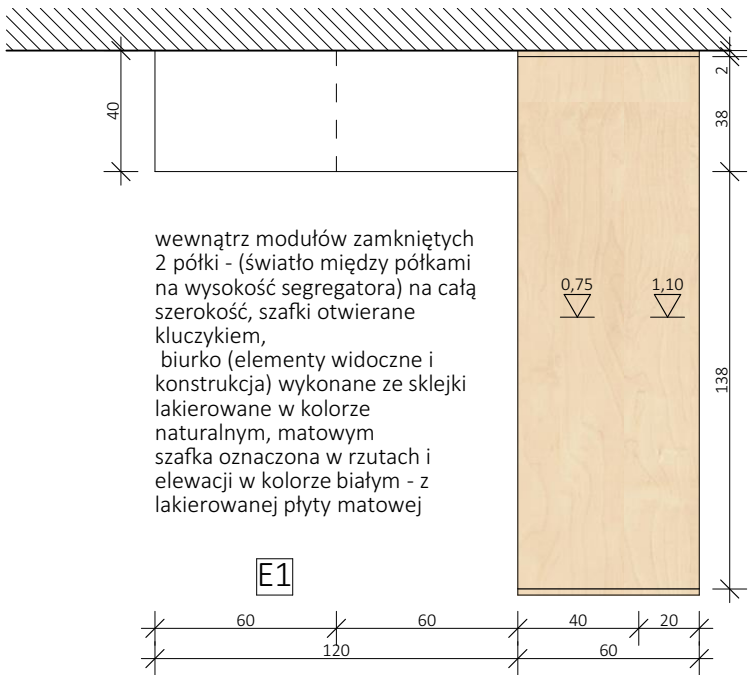 2
40
38
wewnątrz modułów zamkniętych
2 półki - (światło między półkami
na wysokość segregatora) na całą
szerokość, szafki otwierane
kluczykiem,
biurko (elementy widoczne i
konstrukcja) wykonane ze sklejki
lakierowane w kolorze
naturalnym, matowym
szafka oznaczona w rzutach i
elewacji w kolorze białym - z
lakierowanej płyty matowej
0,75 1,10
138
E1
60 60 40 20
120 60